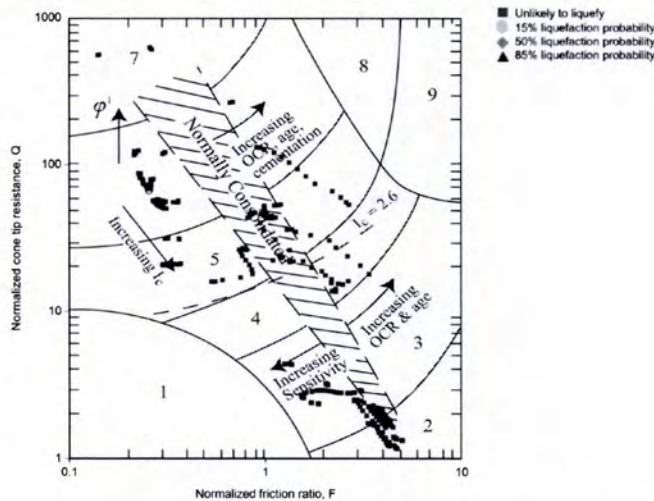 1000
100
10
1
0.1
1
10
Normalized cone tip resistance, Q
Normalized friction ratio, F
Unlikely to liquefy
15% liquefaction probability
50% liquefaction probability
85% liquefaction probability
7
8
9
φ'
Increasing
OCR, age,
cementation
Normally Consolidated
Increasing Ic
Ic = 2.6
5
4
3
Increasing
OCR & age
Increasing
Sensitivity
1
2